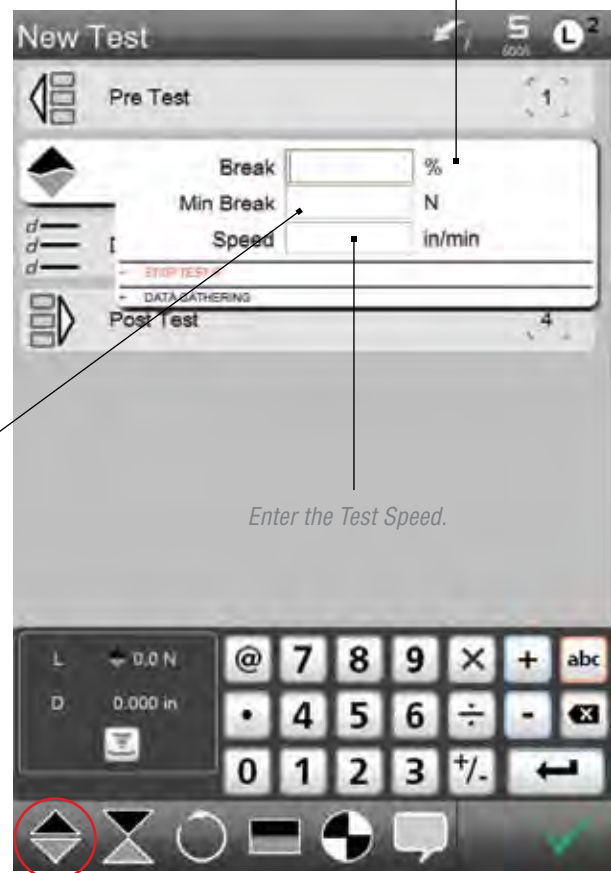 New Test
S 6001 L 2
Pre Test 1
Break %
Min Break N
Speed in/min
d
d D
d
- STOP TEST
- DATA GATHERING
Post Test 4
Enter the Test Speed.
L 0.0 N @ 7 8 9 × + abc
D 0.000 in • 4 5 6 ÷ -
0 1 2 3 +/-